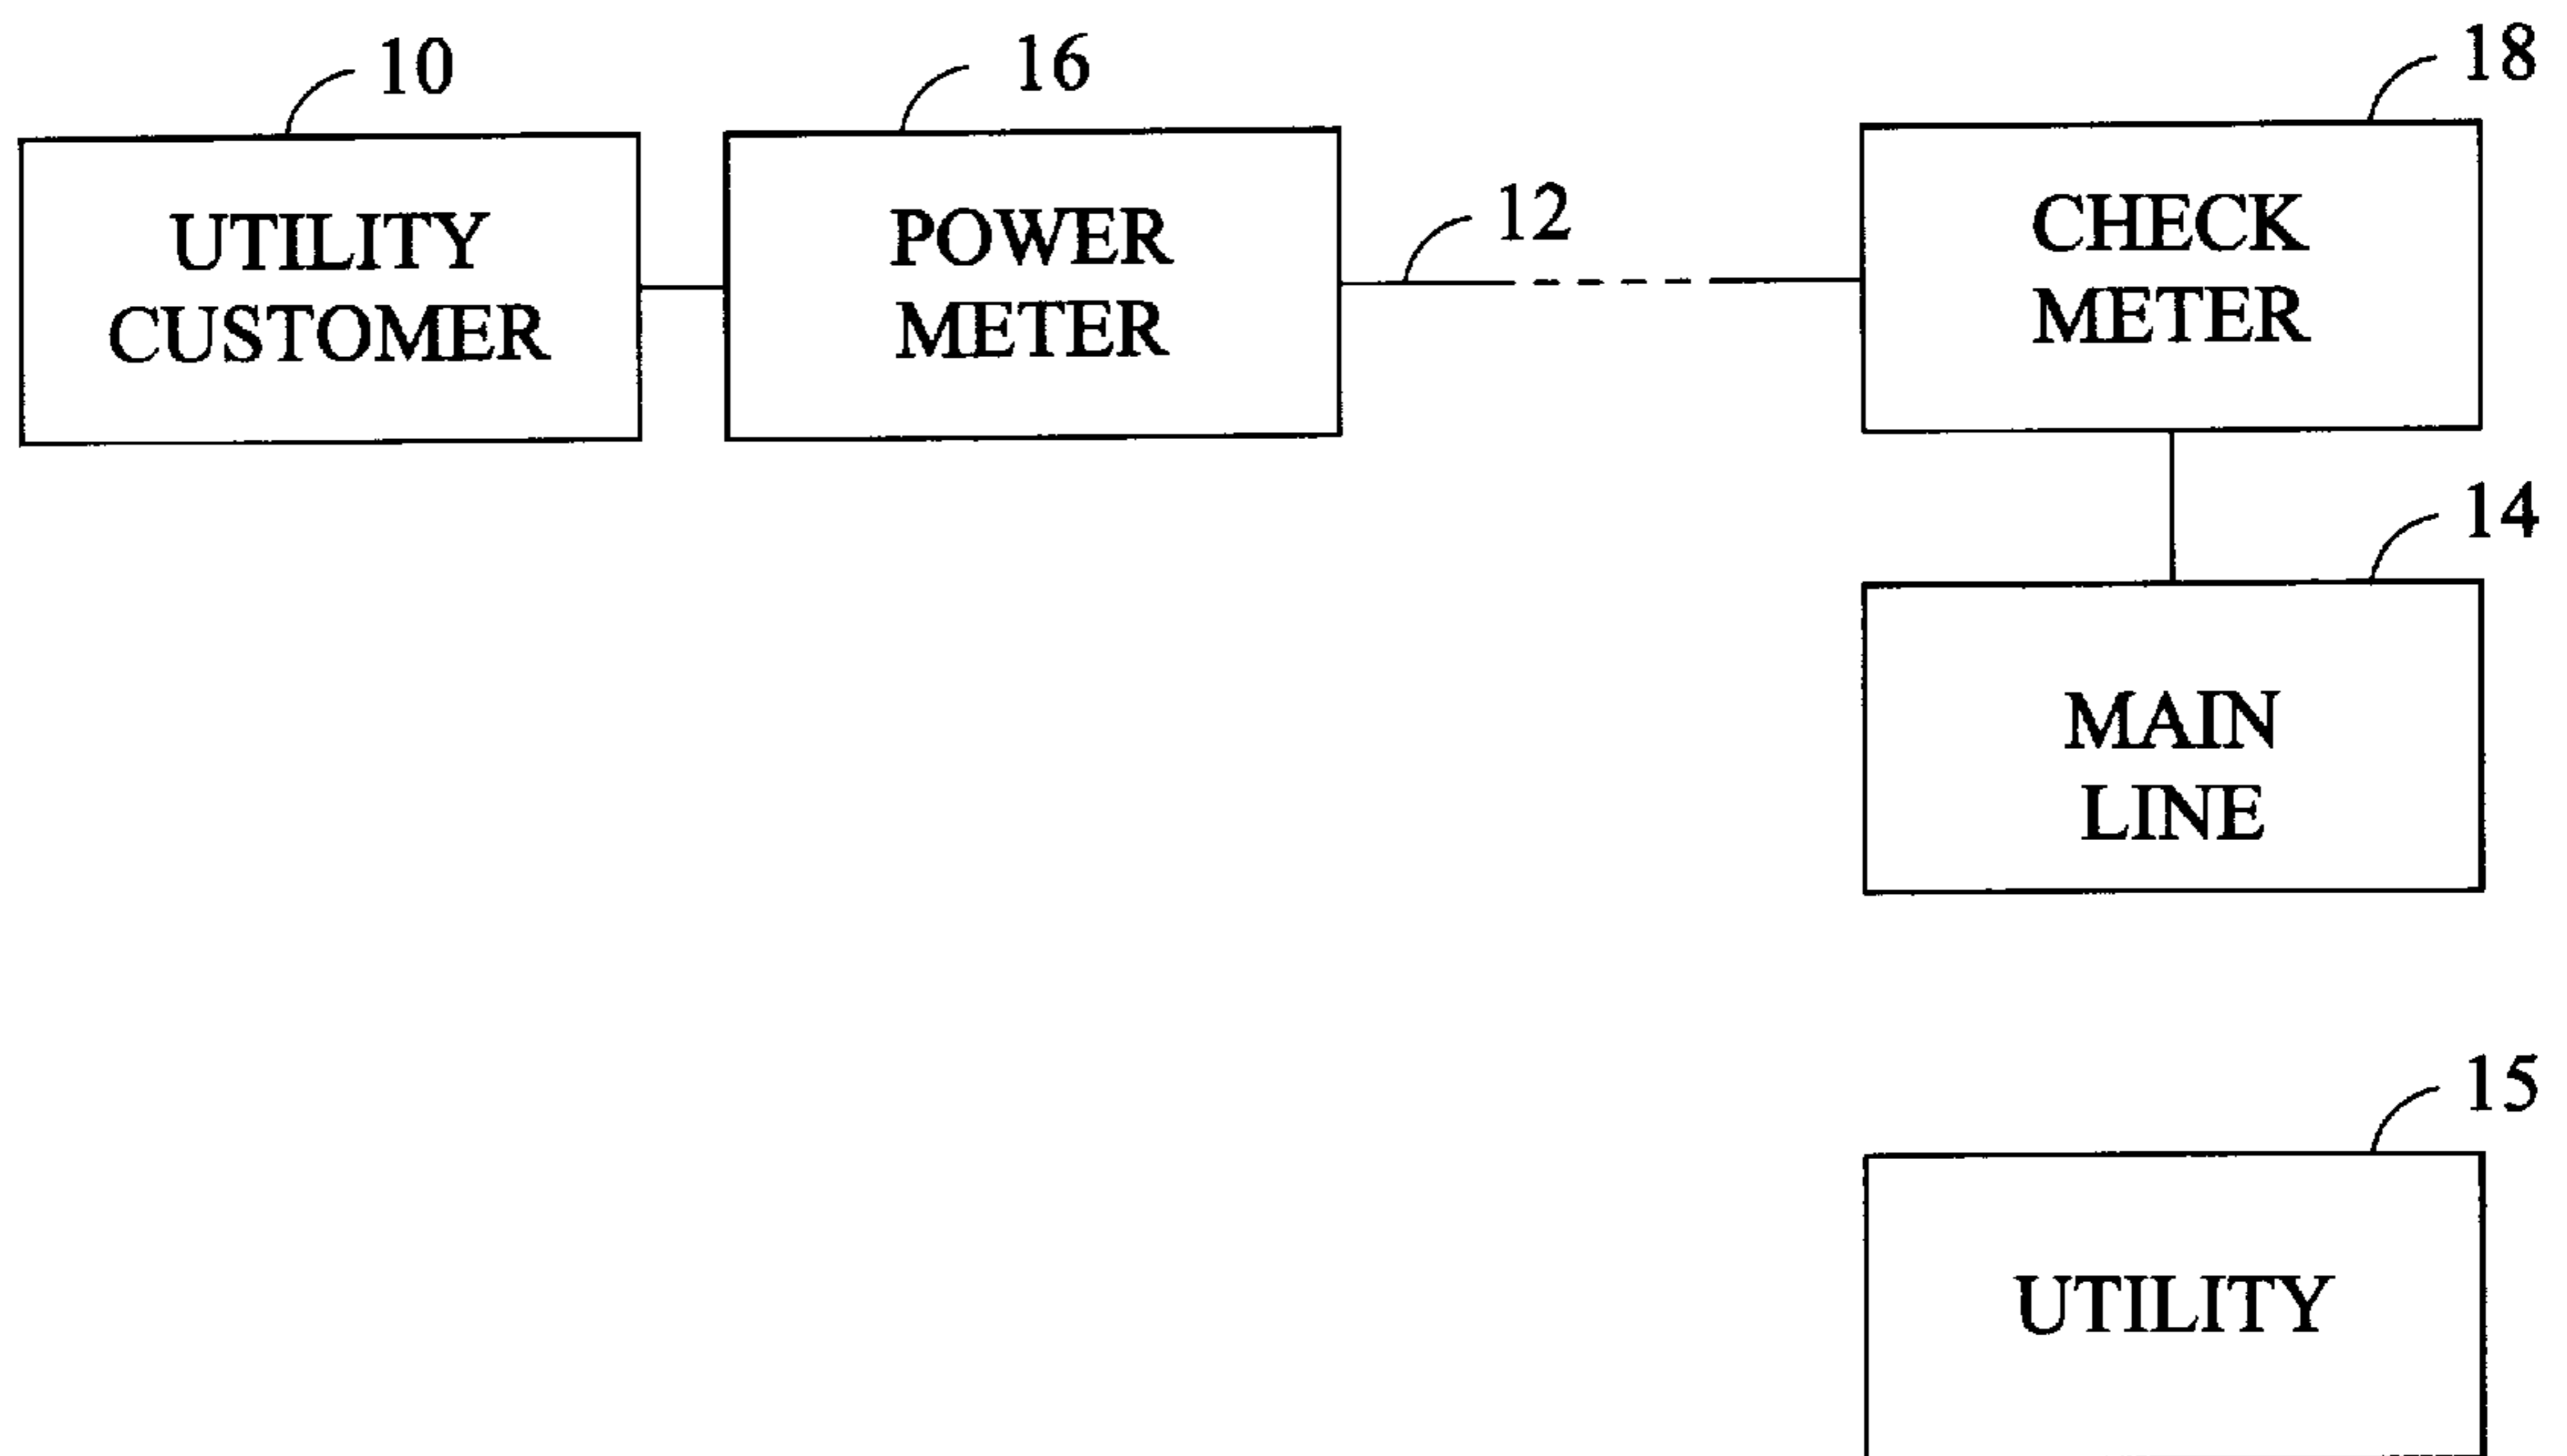 10
16
18
UTILITY
CUSTOMER
POWER
METER
12
CHECK
METER
14
MAIN
LINE
15
UTILITY